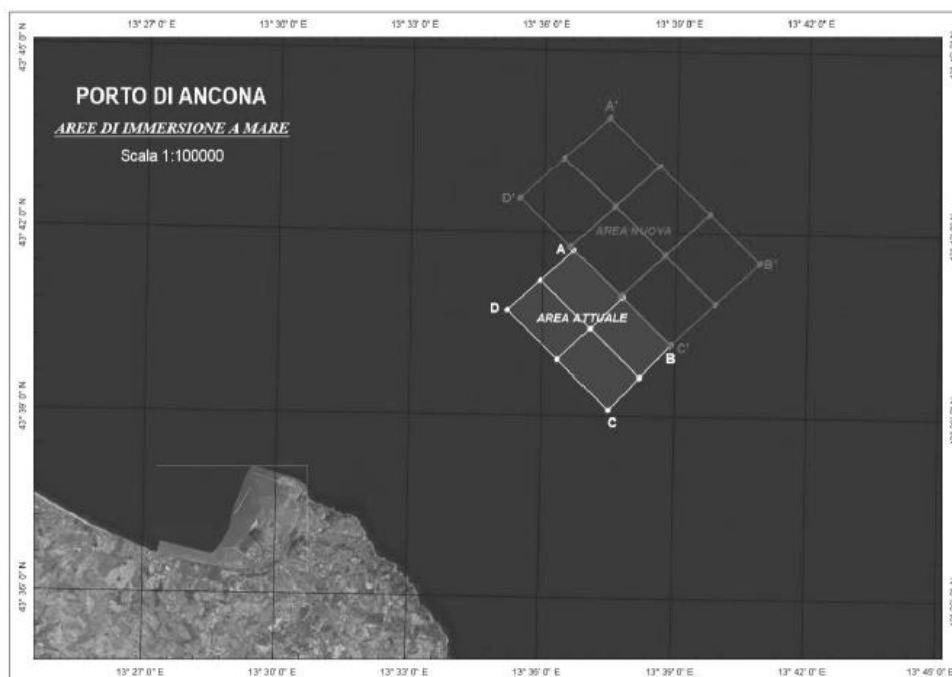 13° 27' 0" E 13° 30' 0" E 13° 33' 0" E 13° 36' 0" E 13° 39' 0" E 13° 42' 0" E
43° 45' 0" N
PORTO DI ANCONA
AREE DI IMMERSIONE A MARE
Scala 1:100000
A'
D'
43° 42' 0" N
AREA NUOVA
A
B'
D
AREA ATTUALE
C'
B
43° 39' 0" N
C
43° 36' 0" N
13° 27' 0" E 13° 30' 0" E 13° 33' 0" E 13° 36' 0" E 13° 39' 0" E 13° 42' 0" E 13° 45' 0" E